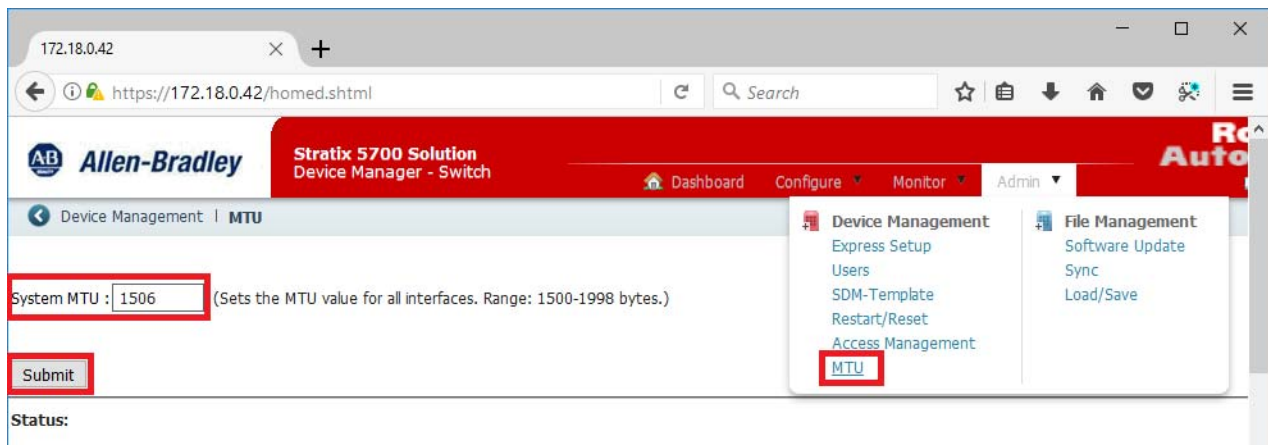 172.18.0.42
https://172.18.0.42/homed.shtml
Search
AB Allen-Bradley
Stratix 5700 Solution
Device Manager - Switch
Ro
Auto
Dashboard Configure Monitor Admin
Device Management | MTU
Device Management
Express Setup
Users
SDM-Template
Restart/Reset
Access Management
MTU
File Management
Software Update
Sync
Load/Save
System MTU : 1506 (Sets the MTU value for all interfaces. Range: 1500-1998 bytes.)
Submit
Status: